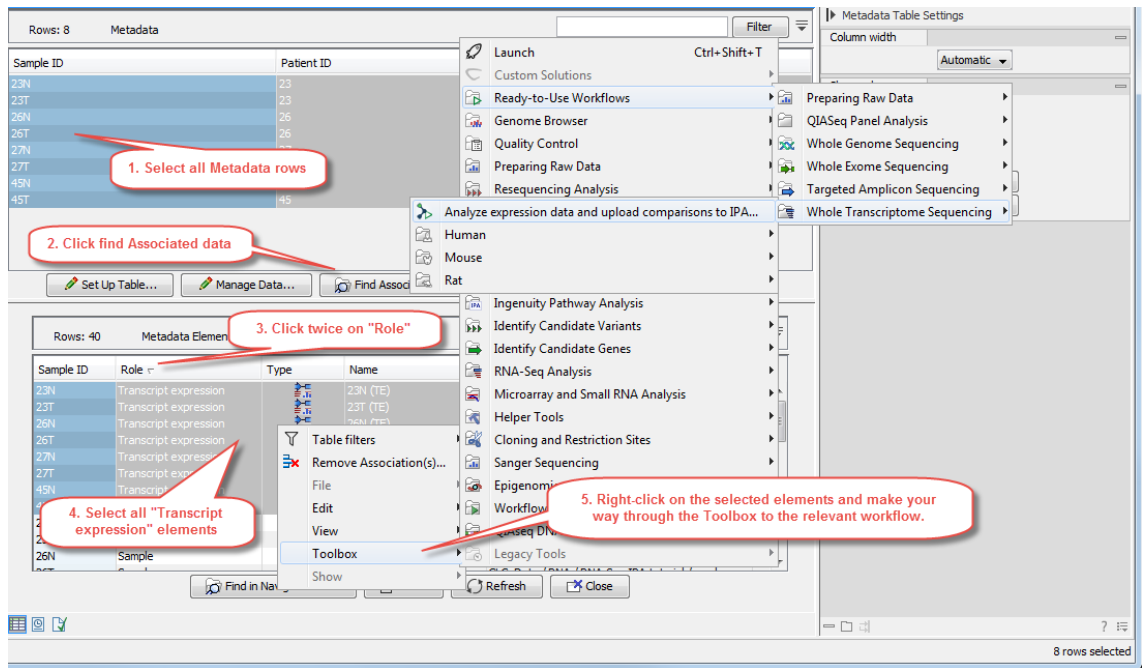 Rows: 8 Metadata
Filter
Metadata Table Settings
Column width
Automatic
Sample ID Patient ID
23N 23
23T 23
26N 26
26T 26
27N
27T
45N
45T 45
1. Select all Metadata rows
2. Click find Associated data
Set Up Table... Manage Data... Find Assoc
Launch Ctrl+Shift+T
Custom Solutions
Ready-to-Use Workflows
Genome Browser
Quality Control
Preparing Raw Data
Resequencing Analysis
Preparing Raw Data
QIASeq Panel Analysis
Whole Genome Sequencing
Whole Exome Sequencing
Targeted Amplicon Sequencing
Whole Transcriptome Sequencing
Analyze expression data and upload comparisons to IPA...
Human
Mouse
Rat
Ingenuity Pathway Analysis
Identify Candidate Variants
Identify Candidate Genes
RNA-Seq Analysis
Microarray and Small RNA Analysis
Helper Tools
Cloning and Restriction Sites
Sanger Sequencing
Epigenomi
Workflow
QIAseq DN
Legacy Tools
3. Click twice on "Role"
Rows: 40 Metadata Elemen
Sample ID Role Type Name
23N Transcript expression 23N (TE)
23T Transcript expression 23T (TE)
26N Transcript expression 26N (TE)
26T Transcript expression
27N Transcript expression
27T Transcript exp
45N Transcript
4. Select all "Transcript
expression" elements
26N Sample
Table filters
Remove Association(s)...
File
Edit
View
Toolbox
Show
5. Right-click on the selected elements and make your
way through the Toolbox to the relevant workflow.
Find in Nav Refresh Close
8 rows selected